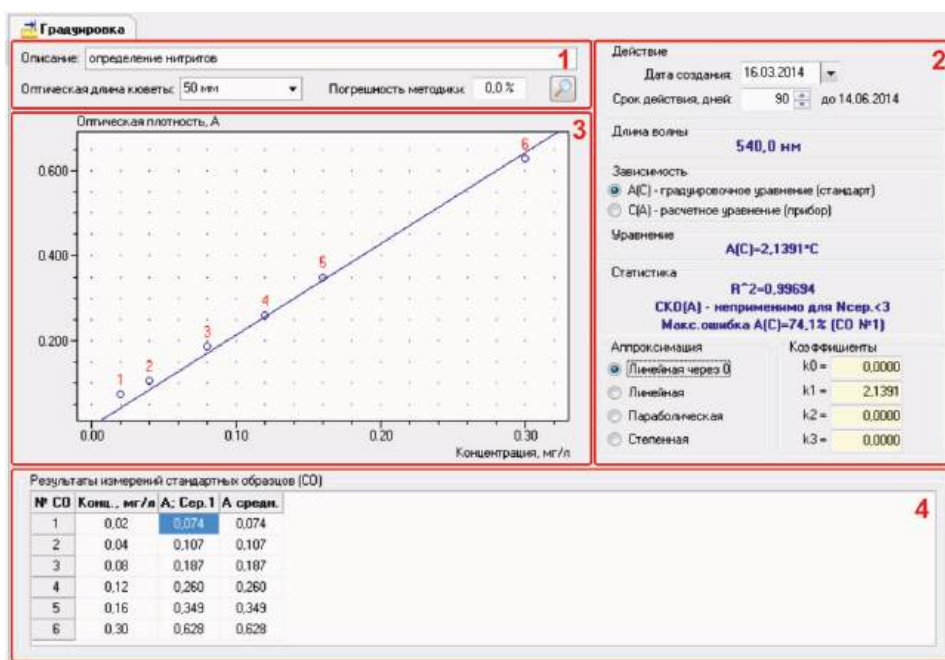 Градуировка
Описание: определение нитритов
1
Оптическая длина кюветы: 50 мм
Погрешность методики: 0,0 %
Действие
2
Дата создания: 16.03.2014
Срок действия, дней: 90 до 14.06.2014
Длина волны
540,0 нм
Зависимость
A(C) - градуировочное уравнение (стандарт)
C(A) - расчетное уравнение (прибор)
Уравнение
A(C)=2,1391*C
Статистика
R^2=0,99694
СКО(A) - неприменимо для Nсер.<3
Макс.ошибка A(C)=74,1% (СО №1)
Аппроксимация
Коэффициенты
Линейная через 0
k0 = 0,0000
Линейная
k1 = 2,1391
Параболическая
k2 = 0,0000
Степенная
k3 = 0,0000
Оптическая плотность, А
3
6
0.600
5
0.400
4
3
0.200
2
1
0.00 0.10 0.20 0.30
Концентрация, мг/л
Результаты измерений стандартных образцов (СО)
4
№ СО Конц., мг/л А; Сер.1 А средн.
1 0,02 0,074 0,074
2 0,04 0,107 0,107
3 0,08 0,187 0,187
4 0,12 0,260 0,260
5 0,16 0,349 0,349
6 0,30 0,628 0,628